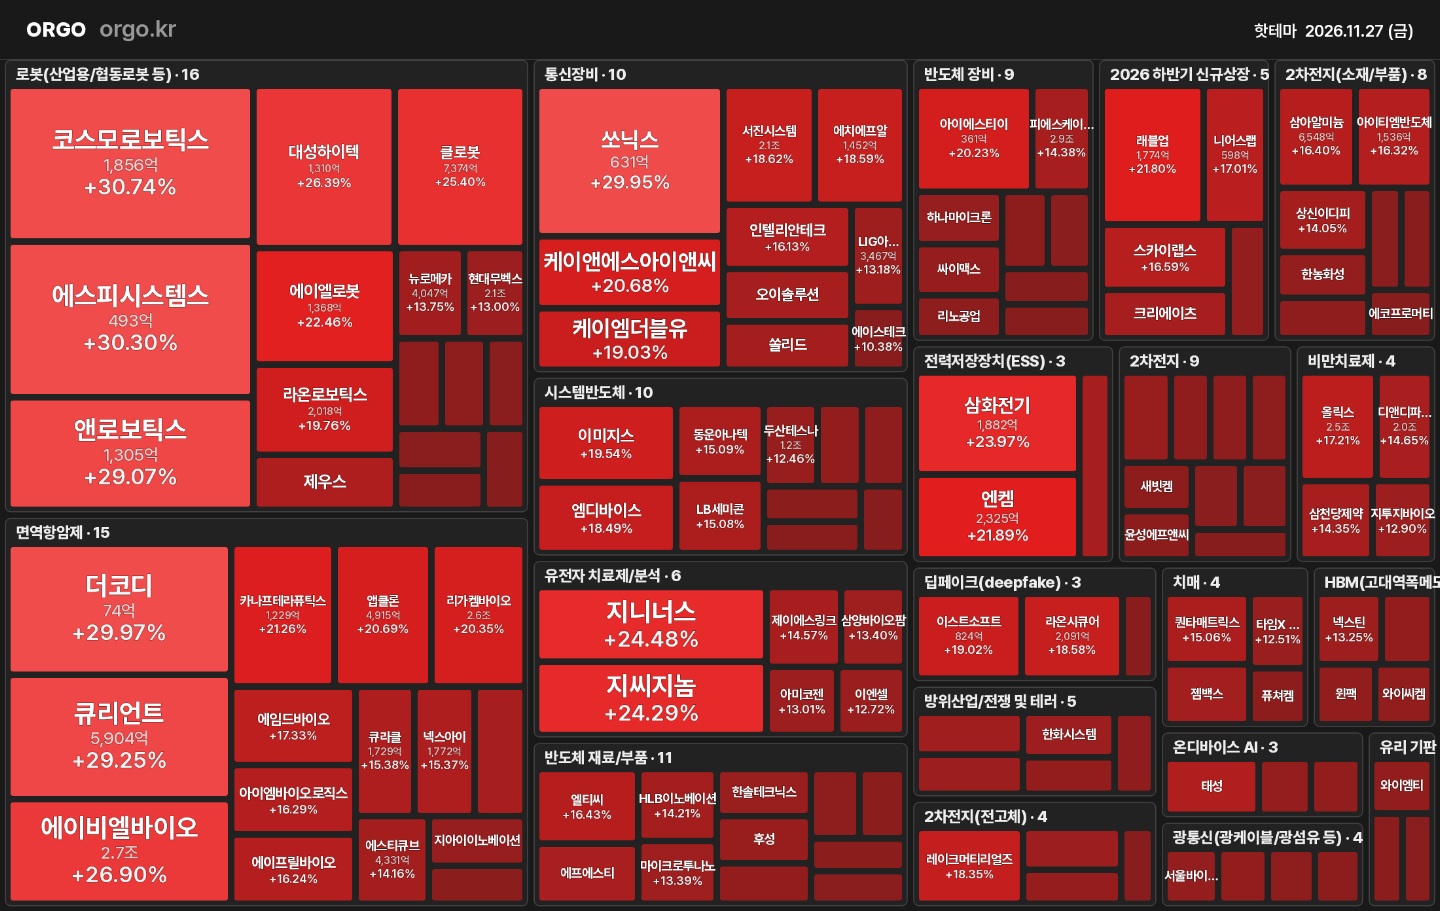 ORGO orgo.kr
핫테마 2026.11.27 (금)
로봇(산업용/협동로봇 등) · 16
코스모로보틱스
1,856억
+30.74%
대성하이텍
1,310억
+26.39%
클로봇
7,374억
+25.40%
에스피시스템스
493억
+30.30%
에이엘로봇
1,368억
+22.46%
뉴로메카
4,047억
+13.75%
현대무벡스
2.1조
+13.00%
앤로보틱스
1,305억
+29.07%
라온로보틱스
2,018억
+19.76%
제우스
면역항암제 · 15
더코디
74억
+29.97%
카나프테라퓨틱스
1,229억
+21.26%
앱클론
4,915억
+20.69%
리가켐바이오
2.6조
+20.35%
큐리언트
5,904억
+29.25%
에임드바이오
+17.33%
큐라클
1,729억
+15.38%
넥스아이
1,772억
+15.37%
아이엠바이오로직스
+16.29%
에이비엘바이오
2.7조
+26.90%
에이프릴바이오
+16.24%
에스티큐브
4,331억
+14.16%
지아이이노베이션
통신장비 · 10
쏘닉스
631억
+29.95%
서진시스템
2.1조
+18.62%
에치에프알
1,452억
+18.59%
케이앤에스아이앤씨
+20.68%
인텔리안테크
+16.13%
LIG아...
3,467억
+13.18%
오이솔루션
케이엠더블유
+19.03%
쏠리드
에이스테크
+10.38%
시스템반도체 · 10
이미지스
+19.54%
동운아나텍
+15.09%
두산테스나
1.2조
+12.46%
엠디바이스
+18.49%
LB세미콘
+15.08%
유전자 치료제/분석 · 6
지니너스
+24.48%
제이에스링크
+14.57%
삼양바이오팜
+13.40%
지씨지놈
+24.29%
아미코젠
+13.01%
이엔셀
+12.72%
반도체 재료/부품 · 11
엘티씨
+16.43%
HLB이노베이션
+14.21%
한솔테크닉스
후성
에프에스티
마이크로투나노
+13.39%
반도체 장비 · 9
아이에스티이
361억
+20.23%
피에스케이...
2.9조
+14.38%
하나마이크론
싸이맥스
리노공업
2026 하반기 신규상장 · 5
래블업
1,774억
+21.80%
니어스랩
598억
+17.01%
스카이랩스
+16.59%
크리에이츠
2차전지(소재/부품) · 8
삼아알미늄
6,548억
+16.40%
아이티엠반도체
1,536억
+16.32%
상신이디피
+14.05%
한농화성
에코프로머티
전력저장장치(ESS) · 3
삼화전기
1,882억
+23.97%
엔켐
2,325억
+21.89%
2차전지 · 9
새빗켐
윤성에프앤씨
비만치료제 · 4
올릭스
2.5조
+17.21%
디앤디파...
2.0조
+14.65%
삼천당제약
+14.35%
지투지바이오
+12.90%
딥페이크(deepfake) · 3
이스트소프트
824억
+19.02%
라온시큐어
2,091억
+18.58%
치매 · 4
퀀타매트릭스
+15.06%
타임X ...
+12.51%
젬백스
퓨쳐켐
HBM(고대역폭메모
넥스틴
+13.25%
윈팩
와이씨켐
방위산업/전쟁 및 테러 · 5
한화시스템
2차전지(전고체) · 4
레이크머티리얼즈
+18.35%
온디바이스 AI · 3
태성
광통신(광케이블/광섬유 등) · 4
서울바이...
유리 기판
와이엠티